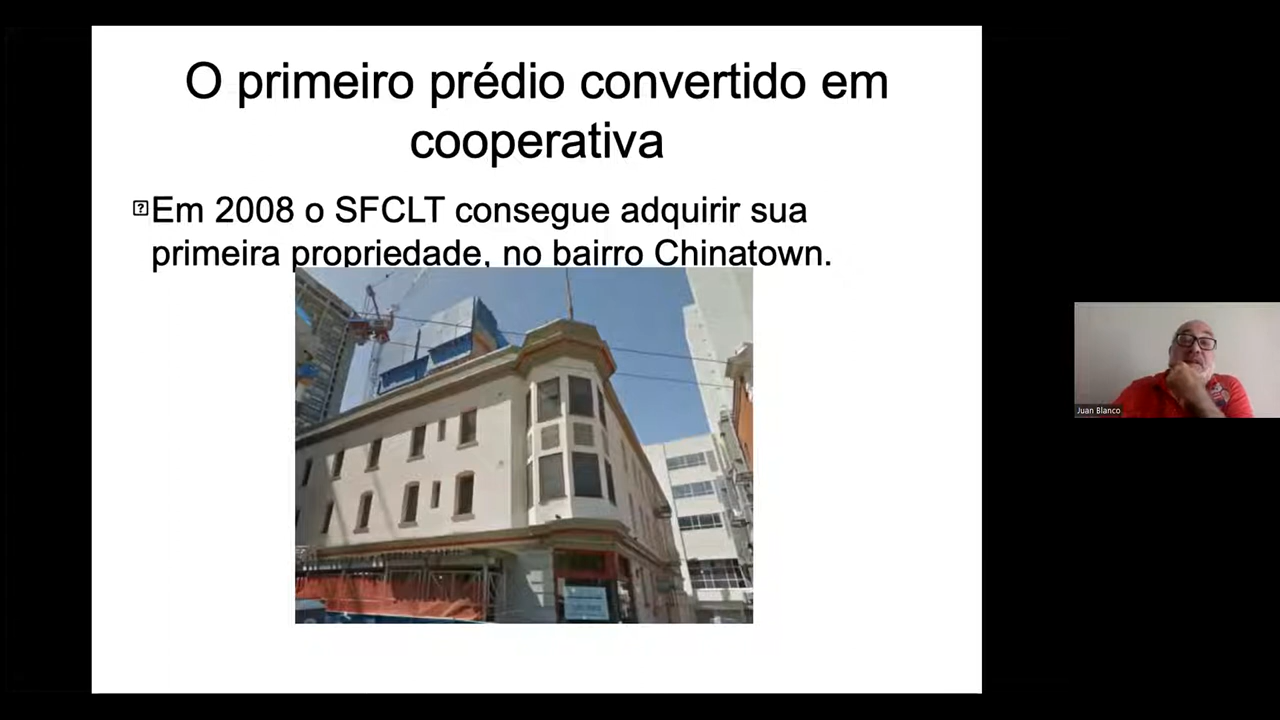 O primeiro prédio convertido em
cooperativa
Em 2008 o SFCLT consegue adquirir sua
primeira propriedade, no bairro Chinatown.
Juan Blanco